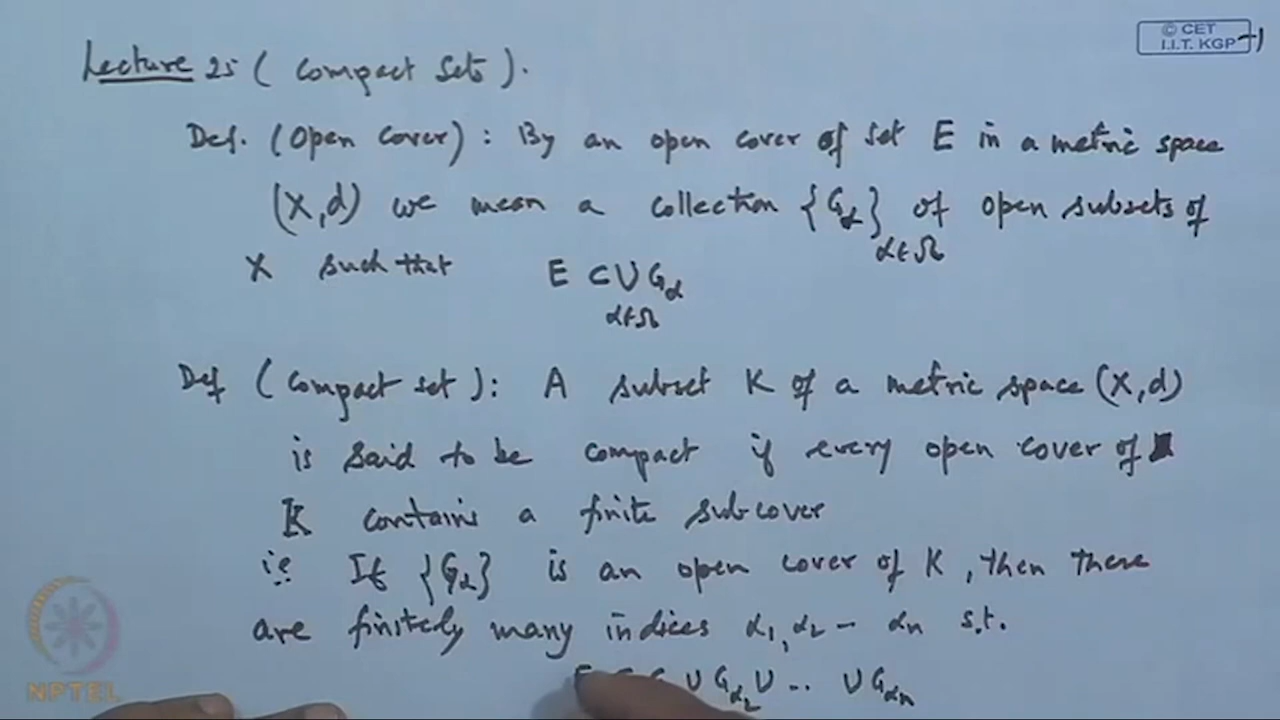 © CET
I.I.T. KGP
Lecture 25 ( Compact Sets ).
Def. (Open Cover) : By an open cover of set E in a metric space
(X,d) we mean a collection {Gα} of open subsets of
α∈Ω
X such that E ⊂ ∪ Gα
α∈Ω
Def (Compact set) : A subset K of a metric space (X,d)
is said to be compact if every open cover of
K contains a finite subcover
ie If {Gα} is an open cover of K, then there
are finitely many indices α1, α2 - αn s.t.
∪ Gα2 ∪ .. ∪ Gαn
NPTEL